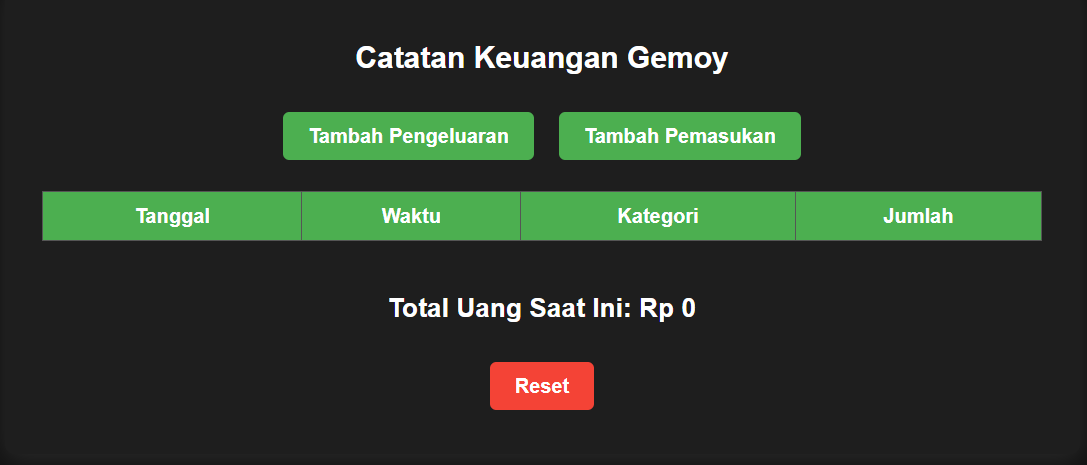 Catatan Keuangan Gemoy
Tambah Pengeluaran Tambah Pemasukan
Tanggal Waktu Kategori Jumlah
Total Uang Saat Ini: Rp 0
Reset